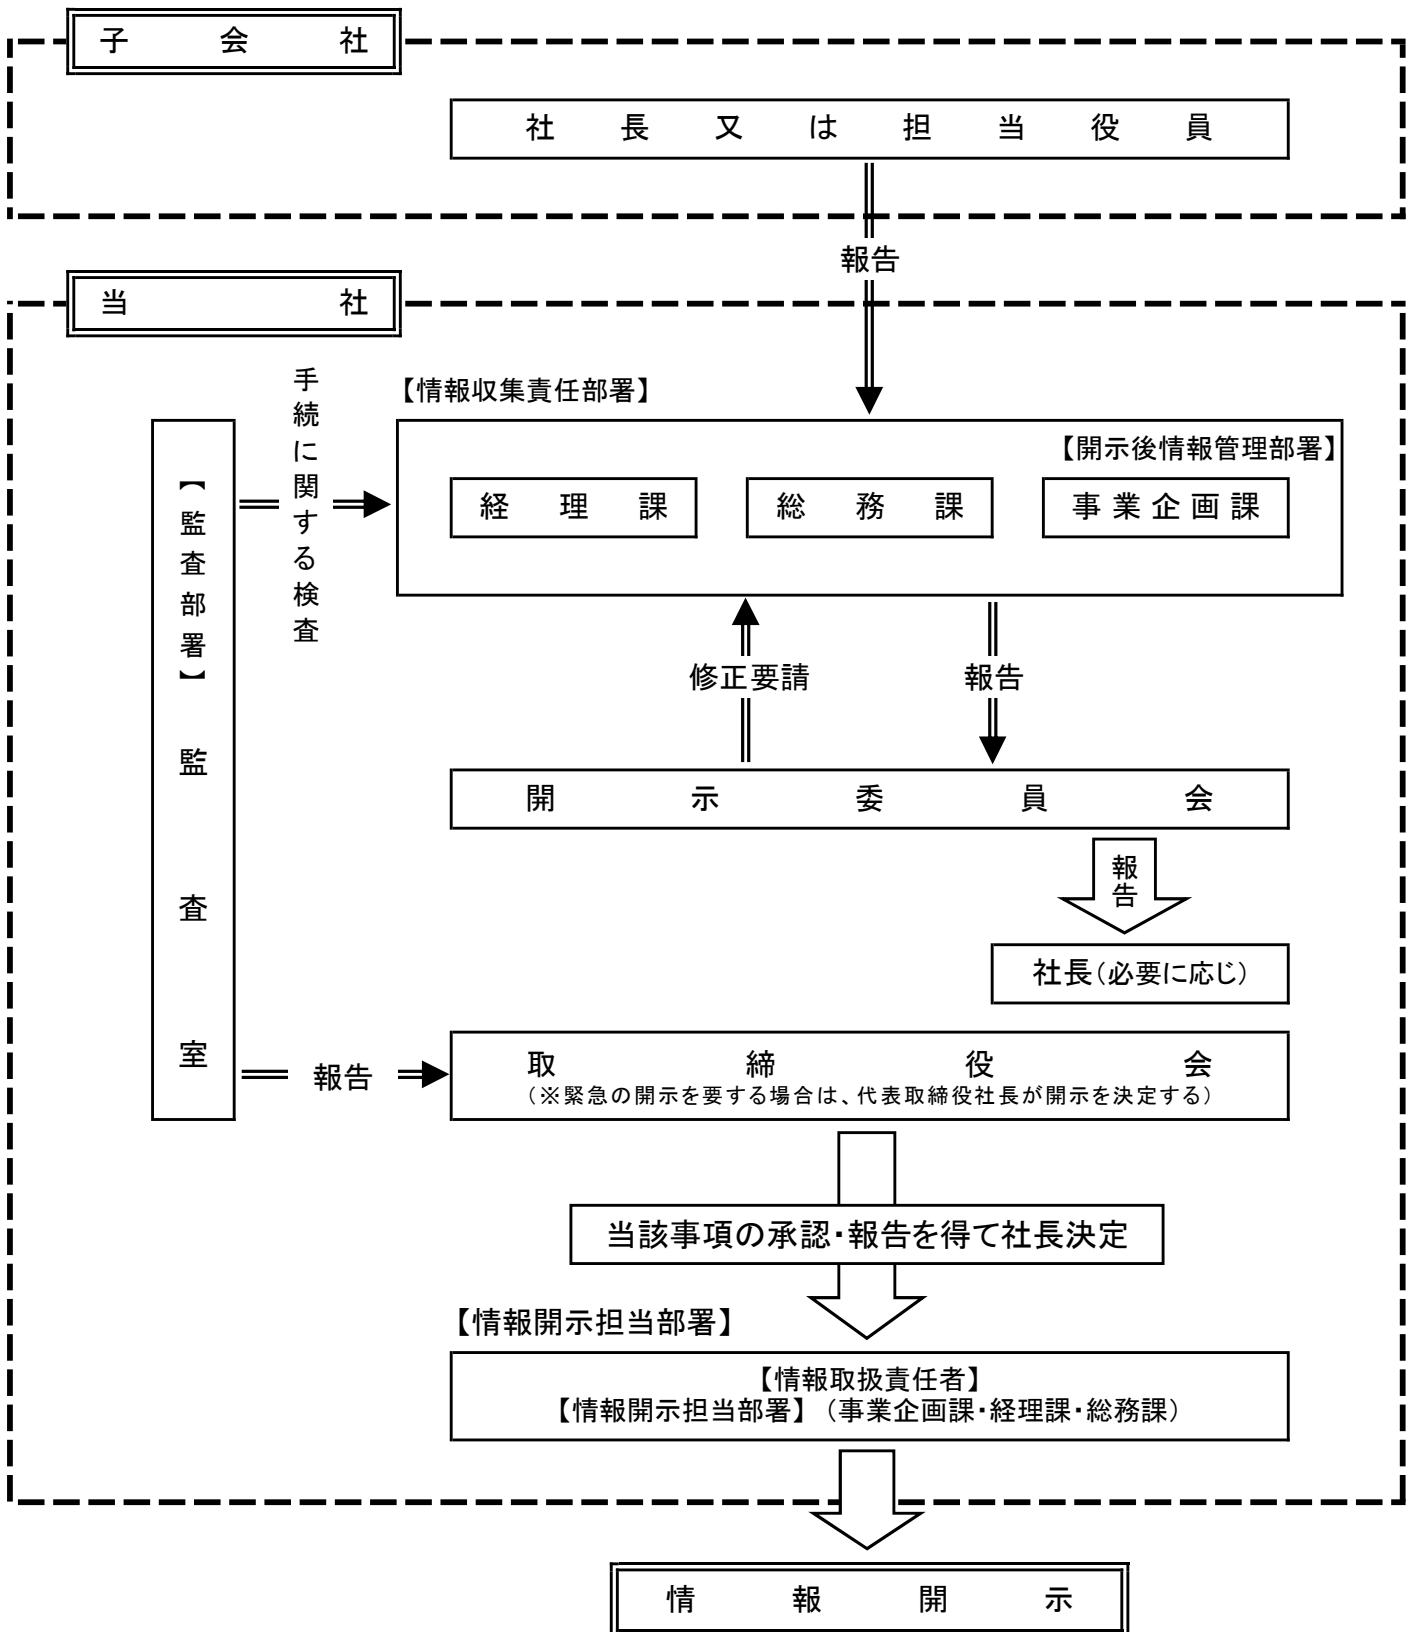 子会社
社長又は担当役員
報告
当社
手続に関する検査
【情報収集責任部署】
【開示後情報管理部署】
経理課
総務課
事業企画課
【監査部署】監査室
修正要請
報告
開示委員会
報告
社長(必要に応じ)
報告
取締役会
(※緊急の開示を要する場合は、代表取締役社長が開示を決定する)
当該事項の承認・報告を得て社長決定
【情報開示担当部署】
【情報取扱責任者】
【情報開示担当部署】(事業企画課・経理課・総務課)
情報開示